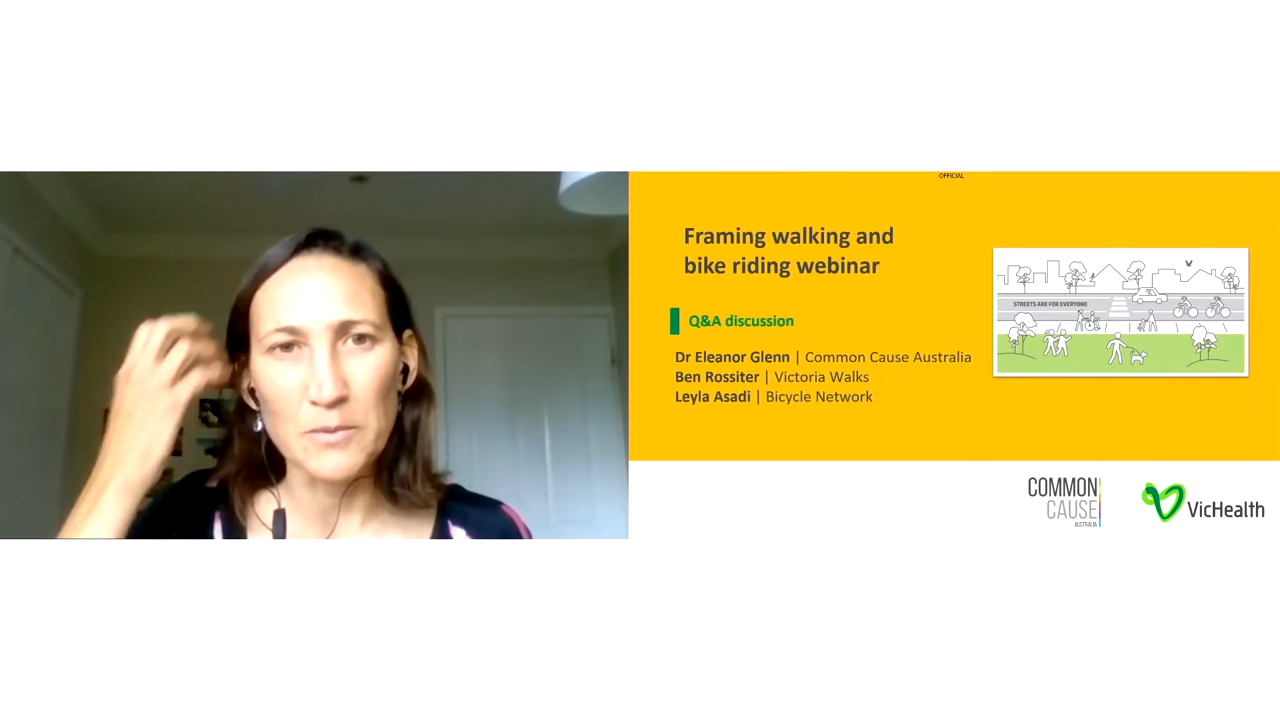 OFFICIAL
Framing walking and
bike riding webinar
STREETS ARE FOR EVERYONE
Q&A discussion
Dr Eleanor Glenn | Common Cause Australia
Ben Rossiter | Victoria Walks
Leyla Asadi | Bicycle Network
COMMON
CAUSE
AUSTRALIA
VicHealth